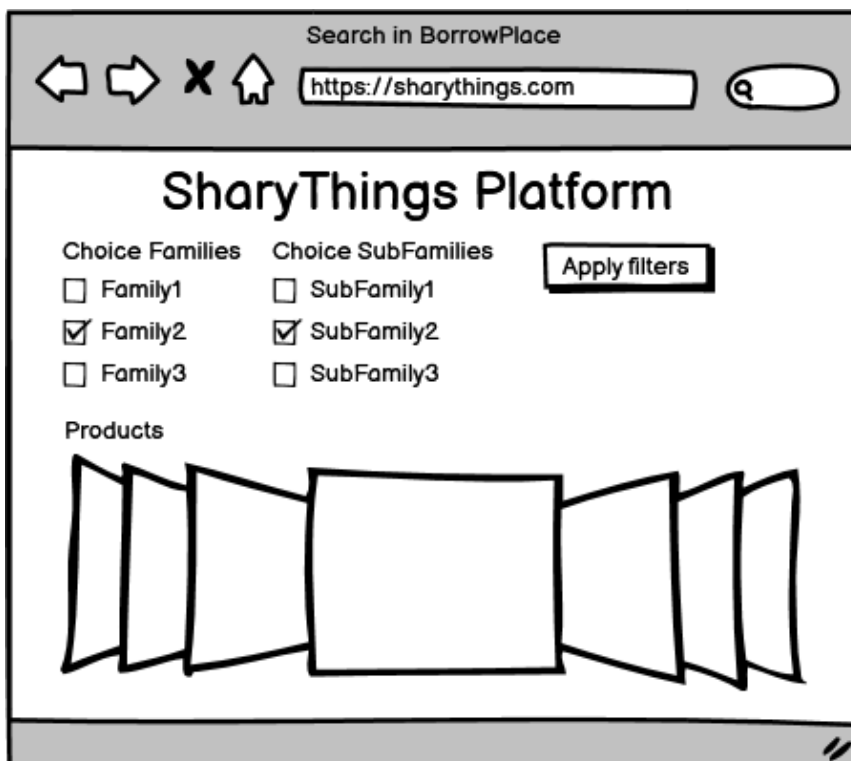 Search in BorrowPlace
https://sharythings.com
SharyThings Platform
Choice Families
Choice SubFamilies
Apply filters
Family1
SubFamily1
Family2
SubFamily2
Family3
SubFamily3
Products